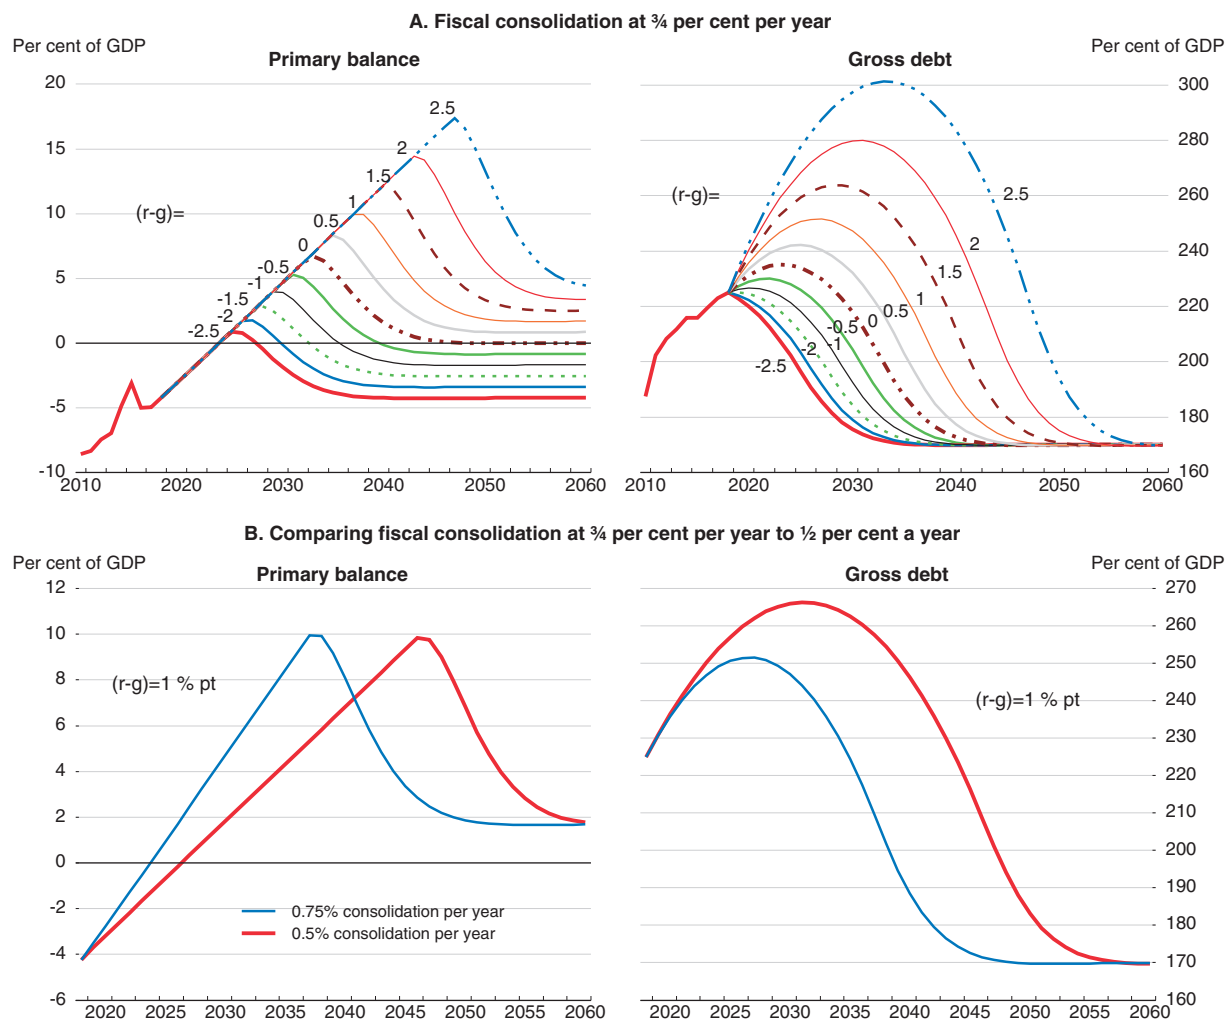 A. Fiscal consolidation at ¾ per cent per year
Per cent of GDP
Per cent of GDP
Primary balance
Gross debt
20
15
10
5
0
-5
-10
(r-g)=
2.5
2
1.5
1
0.5
0
-0.5
-1
-1.5
-2
-2.5
2010 2020 2030 2040 2050 2060
300
280
260
240
220
200
180
160
(r-g)=
2.5
2
1.5
1
0.5
0
-0.5
-1
-2
-2.5
2010 2020 2030 2040 2050 2060
B. Comparing fiscal consolidation at ¾ per cent per year to ½ per cent a year
Per cent of GDP
Per cent of GDP
Primary balance
Gross debt
12
10
8
6
4
2
0
-2
-4
-6
(r-g)=1 % pt
0.75% consolidation per year
0.5% consolidation per year
2020 2025 2030 2035 2040 2045 2050 2055 2060
270
260
250
240
230
220
210
200
190
180
170
160
(r-g)=1 % pt
2020 2025 2030 2035 2040 2045 2050 2055 2060